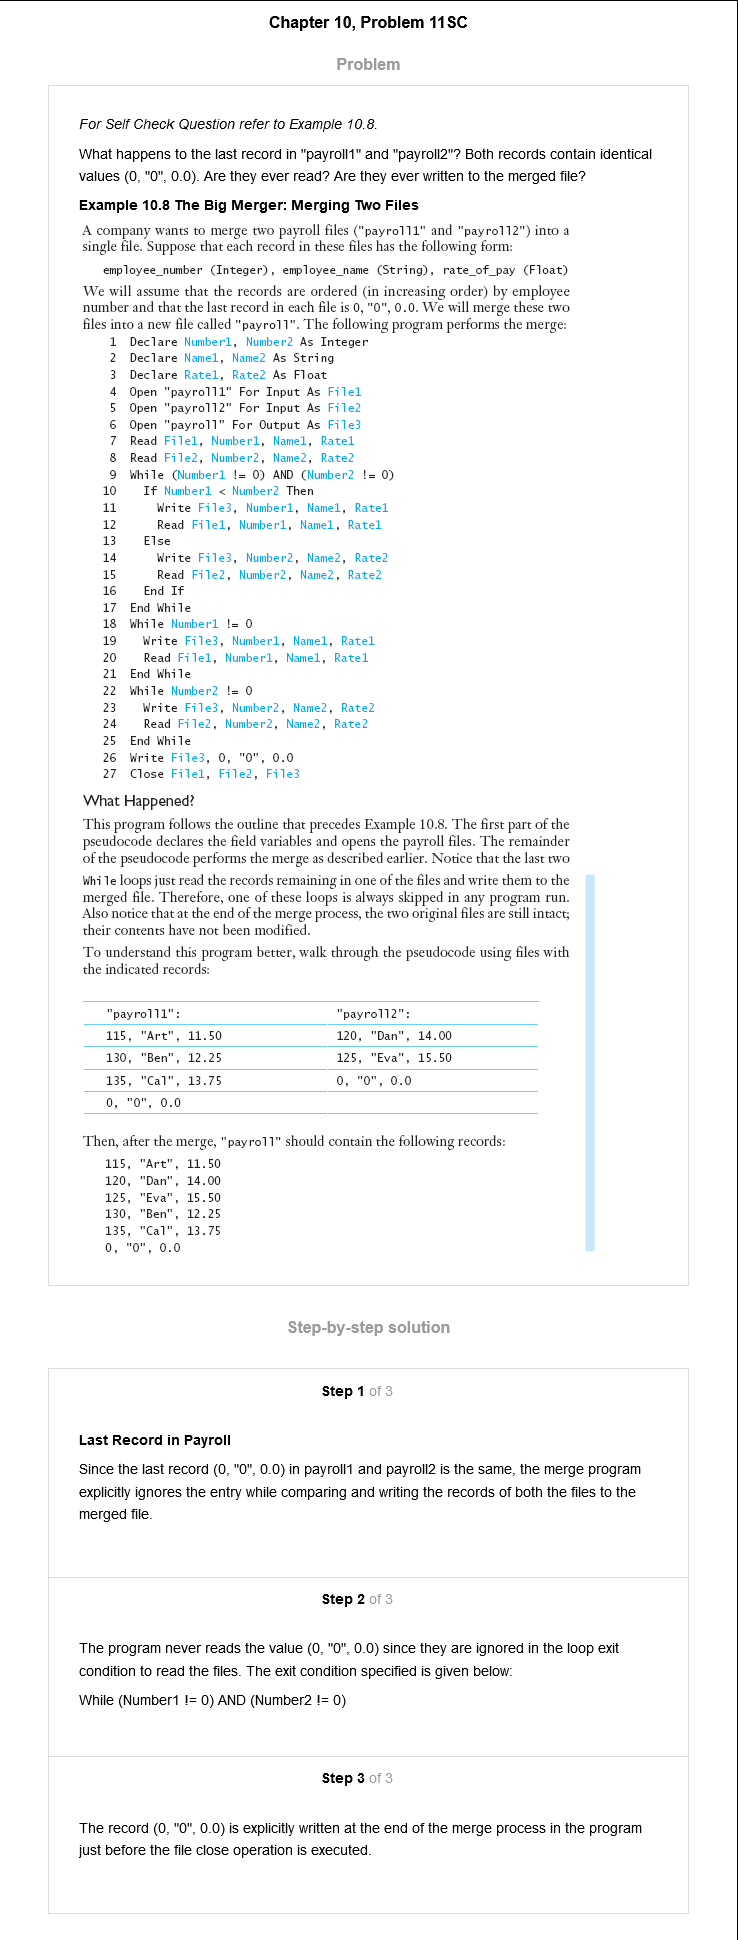 Chapter 10, Problem 11SC
Problem
For Self Check Question refer to Example 10.8.
What happens to the last record in "payroll1" and "payroll2"? Both records contain identical
values (0, "0", 0.0). Are they ever read? Are they ever written to the merged file?
Example 10.8 The Big Merger: Merging Two Files
A company wants to merge two payroll files ("payroll1" and "payroll2") into a
single file. Suppose that each record in these files has the following form:
employee_number (Integer), employee_name (String), rate_of_pay (Float)
We will assume that the records are ordered (in increasing order) by employee
number and that the last record in each file is 0, "0", 0.0. We will merge these two
files into a new file called "payroll". The following program performs the merge:
1 Declare Number1, Number2 As Integer
2 Declare Name1, Name2 As String
3 Declare Rate1, Rate2 As Float
4 Open "payroll1" For Input As File1
5 Open "payroll2" For Input As File2
6 Open "payroll" For Output As File3
7 Read File1, Number1, Name1, Rate1
8 Read File2, Number2, Name2, Rate2
9 While (Number1 != 0) AND (Number2 != 0)
10 If Number1 < Number2 Then
11 Write File3, Number1, Name1, Rate1
12 Read File1, Number1, Name1, Rate1
13 Else
14 Write File3, Number2, Name2, Rate2
15 Read File2, Number2, Name2, Rate2
16 End If
17 End While
18 While Number1 != 0
19 Write File3, Number1, Name1, Rate1
20 Read File1, Number1, Name1, Rate1
21 End While
22 While Number2 != 0
23 Write File3, Number2, Name2, Rate2
24 Read File2, Number2, Name2, Rate2
25 End While
26 Write File3, 0, "0", 0.0
27 Close File1, File2, File3
What Happened?
This program follows the outline that precedes Example 10.8. The first part of the
pseudocode declares the field variables and opens the payroll files. The remainder
of the pseudocode performs the merge as described earlier. Notice that the last two
While loops just read the records remaining in one of the files and write them to the
merged file. Therefore, one of these loops is always skipped in any program run.
Also notice that at the end of the merge process, the two original files are still intact;
their contents have not been modified.
To understand this program better, walk through the pseudocode using files with
the indicated records:
"payroll1": "payroll2":
115, "Art", 11.50 120, "Dan", 14.00
130, "Ben", 12.25 125, "Eva", 15.50
135, "Cal", 13.75 0, "0", 0.0
0, "0", 0.0
Then, after the merge, "payroll" should contain the following records:
115, "Art", 11.50
120, "Dan", 14.00
125, "Eva", 15.50
130, "Ben", 12.25
135, "Cal", 13.75
0, "0", 0.0
Step-by-step solution
Step 1 of 3
Last Record in Payroll
Since the last record (0, "0", 0.0) in payroll1 and payroll2 is the same, the merge program
explicitly ignores the entry while comparing and writing the records of both the files to the
merged file.
Step 2 of 3
The program never reads the value (0, "0", 0.0) since they are ignored in the loop exit
condition to read the files. The exit condition specified is given below:
While (Number1 != 0) AND (Number2 != 0)
Step 3 of 3
The record (0, "0", 0.0) is explicitly written at the end of the merge process in the program
just before the file close operation is executed.